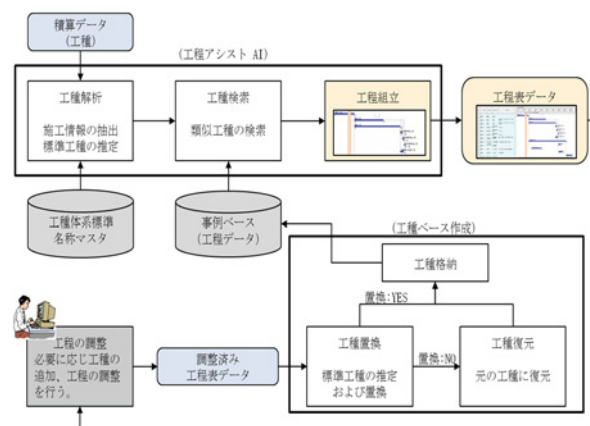 積算データ
(工種)
(工程アシスト AI)
工種解析
施工情報の抽出
標準工種の推定
工種検索
類似工種の検索
工程組立
工程表データ
工種体系標準
名称マスタ
事例ベース
(工程データ)
(工種ベース作成)
工種格納
置換:YES
工程の調整
必要に応じ工種の
追加、工程の調整
を行う。
調整済み
工程表データ
工種置換
標準工種の推定
および置換
置換:NO
工種復元
元の工種に復元